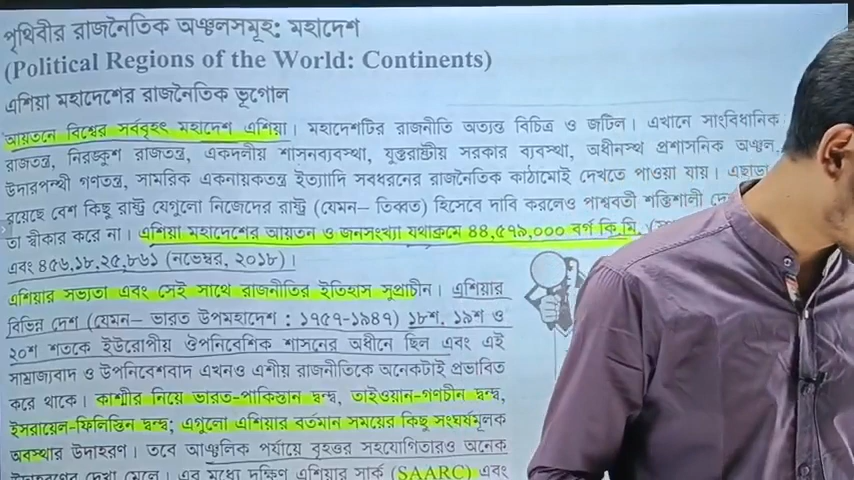 পৃথিবীর রাজনৈতিক অঞ্চলসমূহ: মহাদেশ
(Political Regions of the World: Continents)
এশিয়া মহাদেশের রাজনৈতিক ভূগোল
আয়তনে বিশ্বের সর্ববৃহৎ মহাদেশ এশিয়া। মহাদেশটির রাজনীতি অত্যন্ত বিচিত্র ও জটিল। এখানে সাংবিধানিক
রাজতন্ত্র, নিরঙ্কুশ রাজতন্ত্র, একদলীয় শাসনব্যবস্থা, যুক্তরাষ্ট্রীয় সরকার ব্যবস্থা, অধীনস্থ প্রশাসনিক অঞ্চল,
উদারপন্থী গণতন্ত্র, সামরিক একনায়কতন্ত্র ইত্যাদি সবধরনের রাজনৈতিক কাঠামোই দেখতে পাওয়া যায়। এছাড়া
রয়েছে বেশ কিছু রাষ্ট্র যেগুলো নিজেদের রাষ্ট্র (যেমন– তিব্বত) হিসেবে দাবি করলেও পার্শ্ববর্তী শক্তিশালী
তা স্বীকার করে না। এশিয়া মহাদেশের আয়তন ও জনসংখ্যা যথাক্রমে ৪৪,৫৭৯,০০০ বর্গ কি.মি.
এবং ৪৫৬,১৮,২৫,৮৬১ (নভেম্বর, ২০১৮)।
এশিয়ার সভ্যতা এবং সেই সাথে রাজনীতির ইতিহাস সুপ্রাচীন। এশিয়ার
বিভিন্ন দেশ (যেমন– ভারত উপমহাদেশ : ১৭৫৭-১৯৪৭) ১৮শ, ১৯শ ও
২০শ শতকে ইউরোপীয় ঔপনিবেশিক শাসনের অধীনে ছিল এবং এই
সাম্রাজ্যবাদ ও উপনিবেশবাদ এখনও এশীয় রাজনীতিকে অনেকটাই প্রভাবিত
করে থাকে। কাশ্মীর নিয়ে ভারত-পাকিস্তান দ্বন্দ্ব, তাইওয়ান-গণচীন দ্বন্দ্ব,
ইসরায়েল-ফিলিস্তিন দ্বন্দ্ব; এগুলো এশিয়ার বর্তমান সময়ের কিছু সংঘর্ষমূলক
অবস্থার উদাহরণ। তবে আঞ্চলিক পর্যায়ে বৃহত্তর সহযোগিতারও অনেক
উদাহরণের দেখা মেলে। এর মধ্যে দক্ষিণ এশিয়ার সার্ক (SAARC) এবং